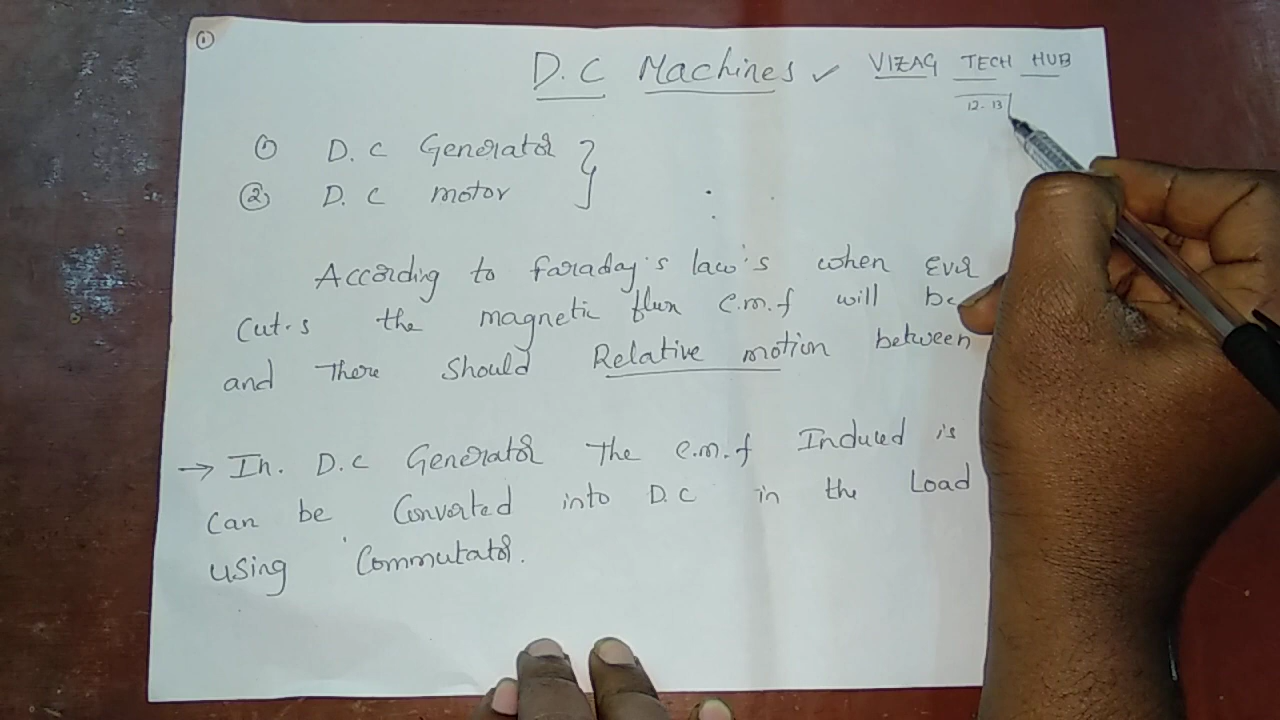 ①
D.C Machines ✓ VIZAG TECH HUB
12.13
① D.C Generator
② D.C motor
According to faraday's law's when ever
cut.s the magnetic flux e.m.f will be
and There should Relative motion between
→ In. D.C Generator The e.m.f Induced is
can be Converted into D.C in the Load
using Commutator.